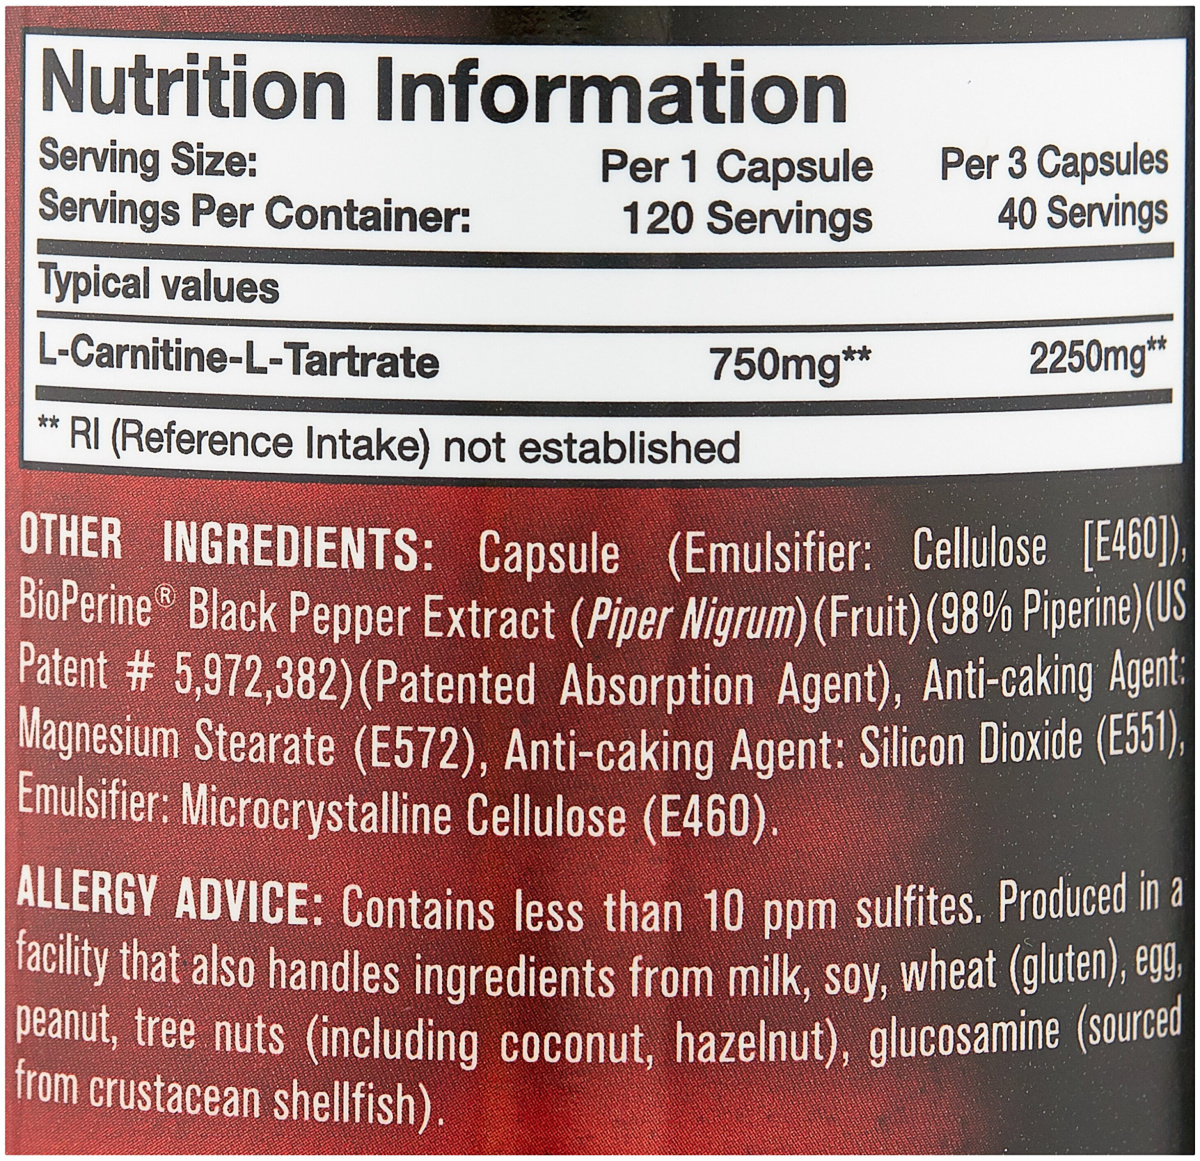 Nutrition Information
Serving Size: Per 1 Capsule Per 3 Capsules
Servings Per Container: 120 Servings 40 Servings
Typical values
L-Carnitine-L-Tartrate 750mg** 2250mg**
** RI (Reference Intake) not established
OTHER INGREDIENTS: Capsule (Emulsifier: Cellulose [E460]),
BioPerine® Black Pepper Extract (Piper Nigrum)(Fruit)(98% Piperine)(US
Patent # 5,972,382)(Patented Absorption Agent), Anti-caking Agent:
Magnesium Stearate (E572), Anti-caking Agent: Silicon Dioxide (E551),
Emulsifier: Microcrystalline Cellulose (E460).
ALLERGY ADVICE: Contains less than 10 ppm sulfites. Produced in a
facility that also handles ingredients from milk, soy, wheat (gluten), egg,
peanut, tree nuts (including coconut, hazelnut), glucosamine (sourced
from crustacean shellfish).